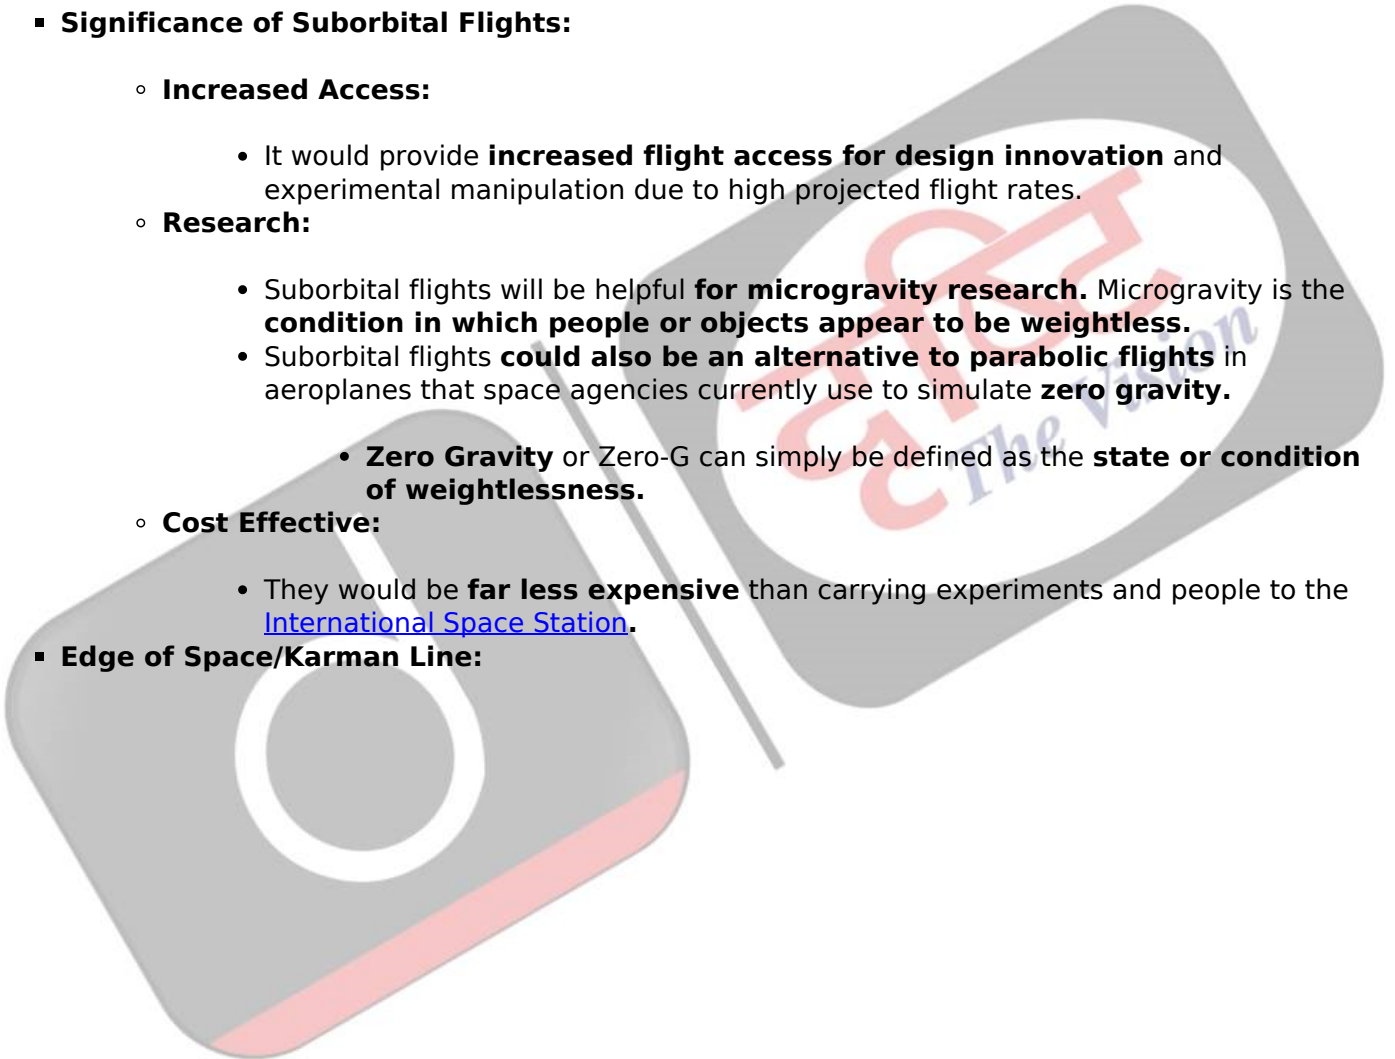 ▪ Significance of Suborbital Flights:
◦ Increased Access:
• It would provide increased flight access for design innovation and
experimental manipulation due to high projected flight rates.
◦ Research:
• Suborbital flights will be helpful for microgravity research. Microgravity is the
condition in which people or objects appear to be weightless.
• Suborbital flights could also be an alternative to parabolic flights in
aeroplanes that space agencies currently use to simulate zero gravity.
• Zero Gravity or Zero-G can simply be defined as the state or condition
of weightlessness.
◦ Cost Effective:
• They would be far less expensive than carrying experiments and people to the
International Space Station.
▪ Edge of Space/Karman Line:
दृष्टि
The Vision